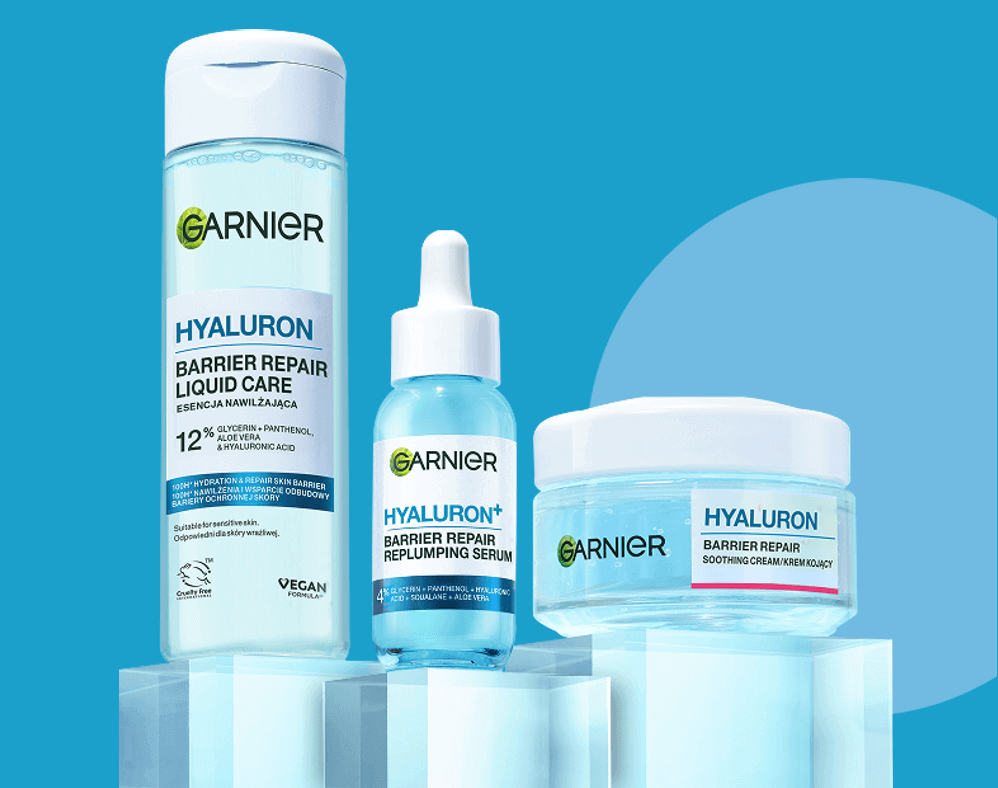 GARNIER
HYALURON
BARRIER REPAIR
LIQUID CARE
ESENCJA NAWILŻAJĄCA
12% GLYCERIN + PANTHENOL,
ALOE VERA
& HYALURONIC ACID
100H* HYDRATION & REPAIR SKIN BARRIER
100H* NAWILŻENIA I WSPARCIE ODBUDOWY
BARIERY OCHRONNEJ SKÓRY
Suitable for sensitive skin.
Odpowiedni dla skóry wrażliwej.
TM
Cruelty Free
INTERNATIONAL
VEGAN
FORMULA
GARNIER
HYALURON+
BARRIER REPAIR
REPLUMPING SERUM
4% GLYCERIN + PANTHENOL + HYALURONIC
ACID + SQUALANE + ALOE VERA
GARNIER
HYALURON
BARRIER REPAIR
SOOTHING CREAM/KREM KOJĄCY